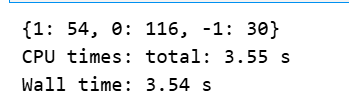 {1: 54, 0: 116, -1: 30}
CPU times: total: 3.55 s
Wall time: 3.54 s